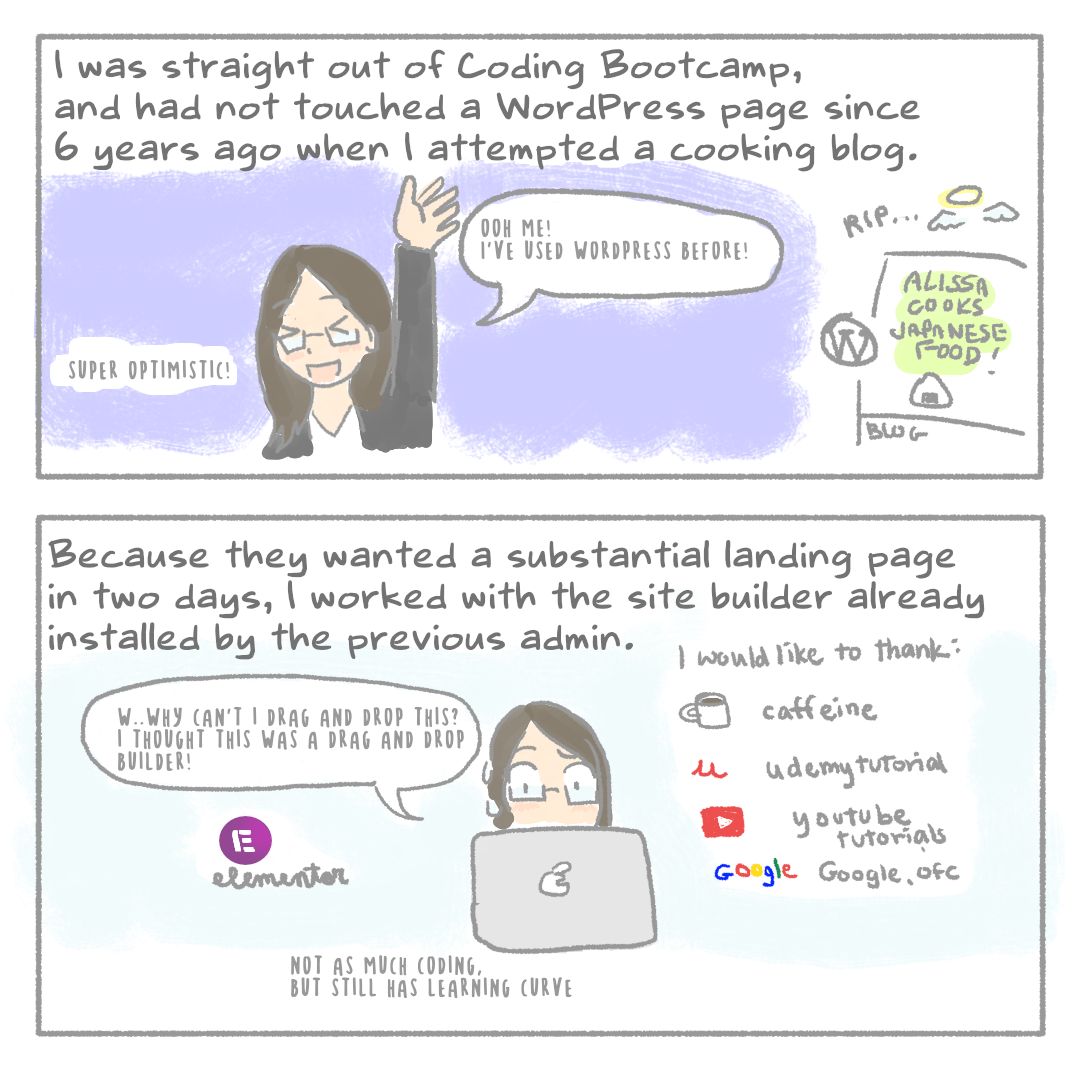 I was straight out of Coding Bootcamp,
and had not touched a WordPress page since
6 years ago when I attempted a cooking blog.
OOH ME!
I'VE USED WORDPRESS BEFORE!
SUPER OPTIMISTIC!
RIP...
W
ALISSA
COOKS
JAPANESE
FOOD!
BLOG
Because they wanted a substantial landing page
in two days, I worked with the site builder already
installed by the previous admin.
I would like to thank:
W..WHY CAN'T I DRAG AND DROP THIS?
I THOUGHT THIS WAS A DRAG AND DROP
BUILDER!
caffeine
udemy tutorial
youtube
tutorials
Google Google, ofc
E
elementor
NOT AS MUCH CODING,
BUT STILL HAS LEARNING CURVE